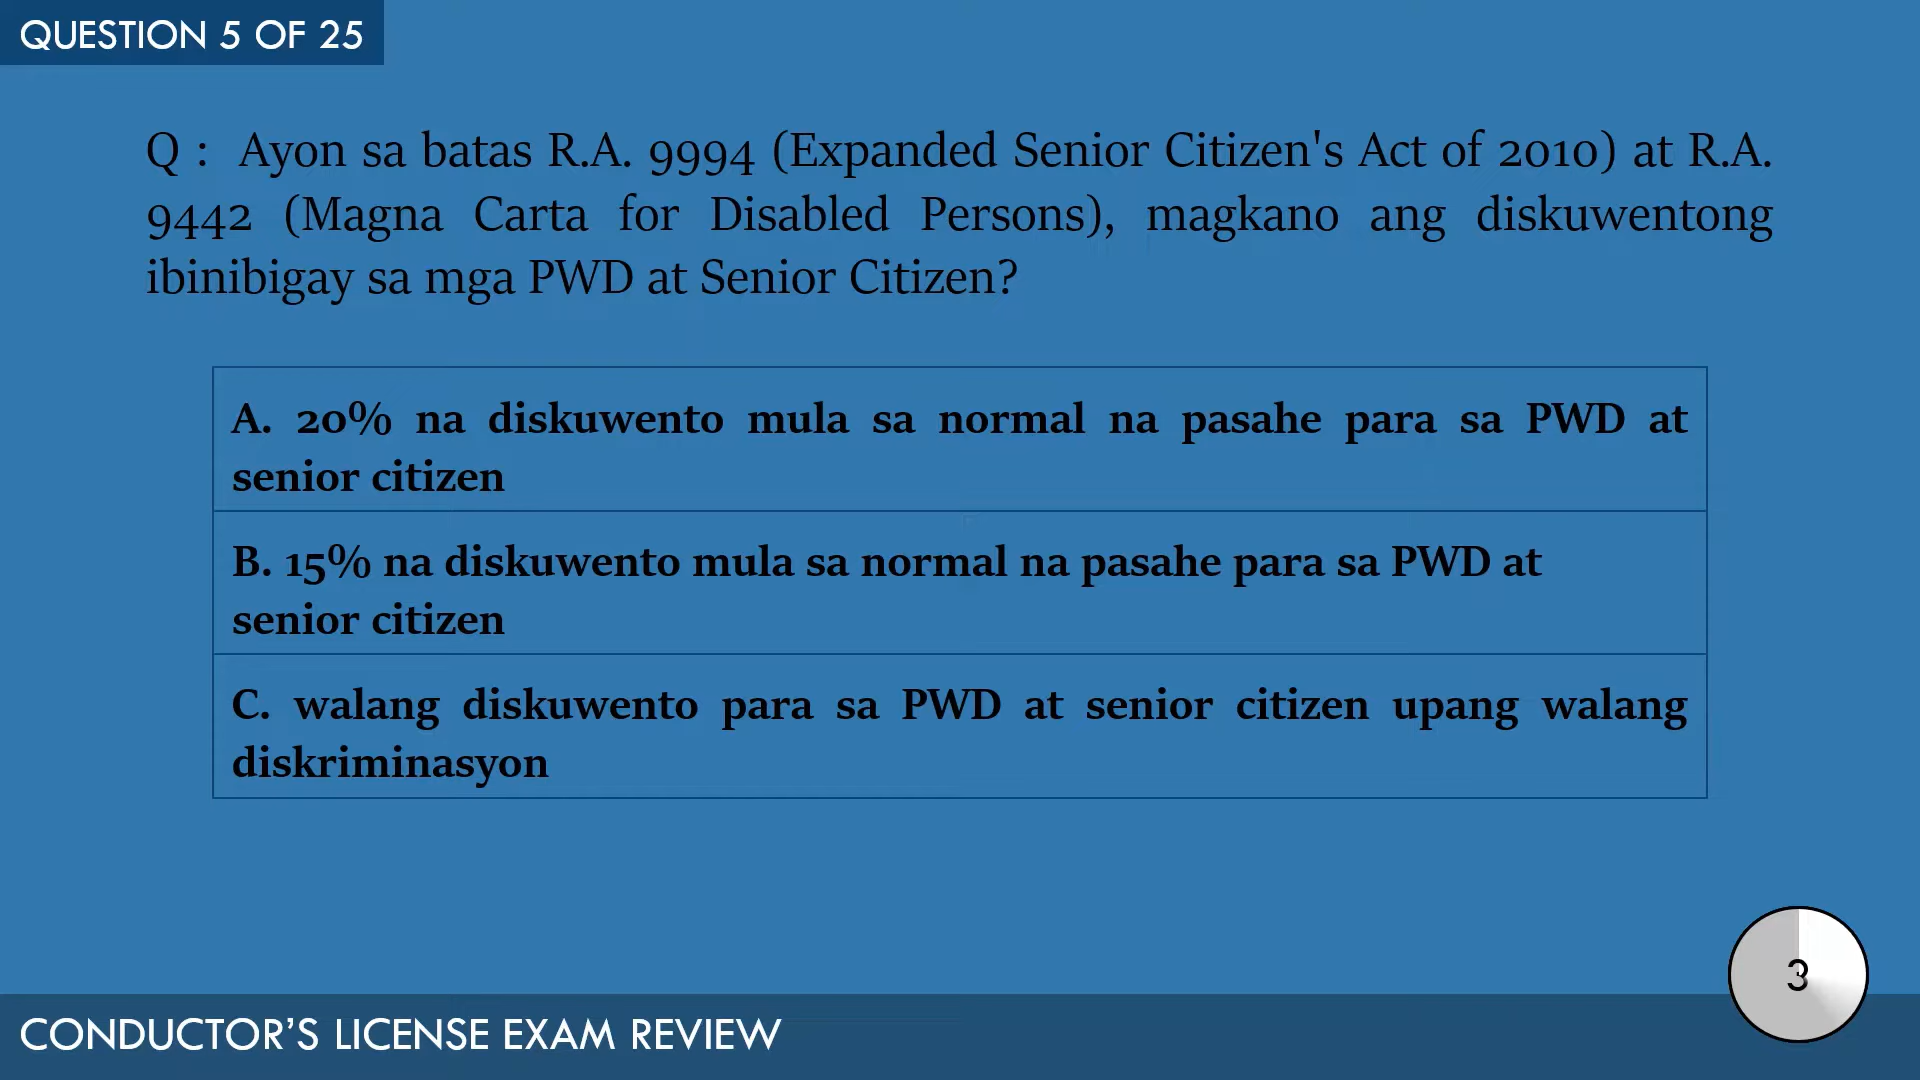 QUESTION 5 OF 25
Q : Ayon sa batas R.A. 9994 (Expanded Senior Citizen's Act of 2010) at R.A.
9442 (Magna Carta for Disabled Persons), magkano ang diskuwentong
ibinibigay sa mga PWD at Senior Citizen?
A. 20% na diskuwento mula sa normal na pasahe para sa PWD at
senior citizen
B. 15% na diskuwento mula sa normal na pasahe para sa PWD at
senior citizen
C. walang diskuwento para sa PWD at senior citizen upang walang
diskriminasyon
3
CONDUCTOR’S LICENSE EXAM REVIEW